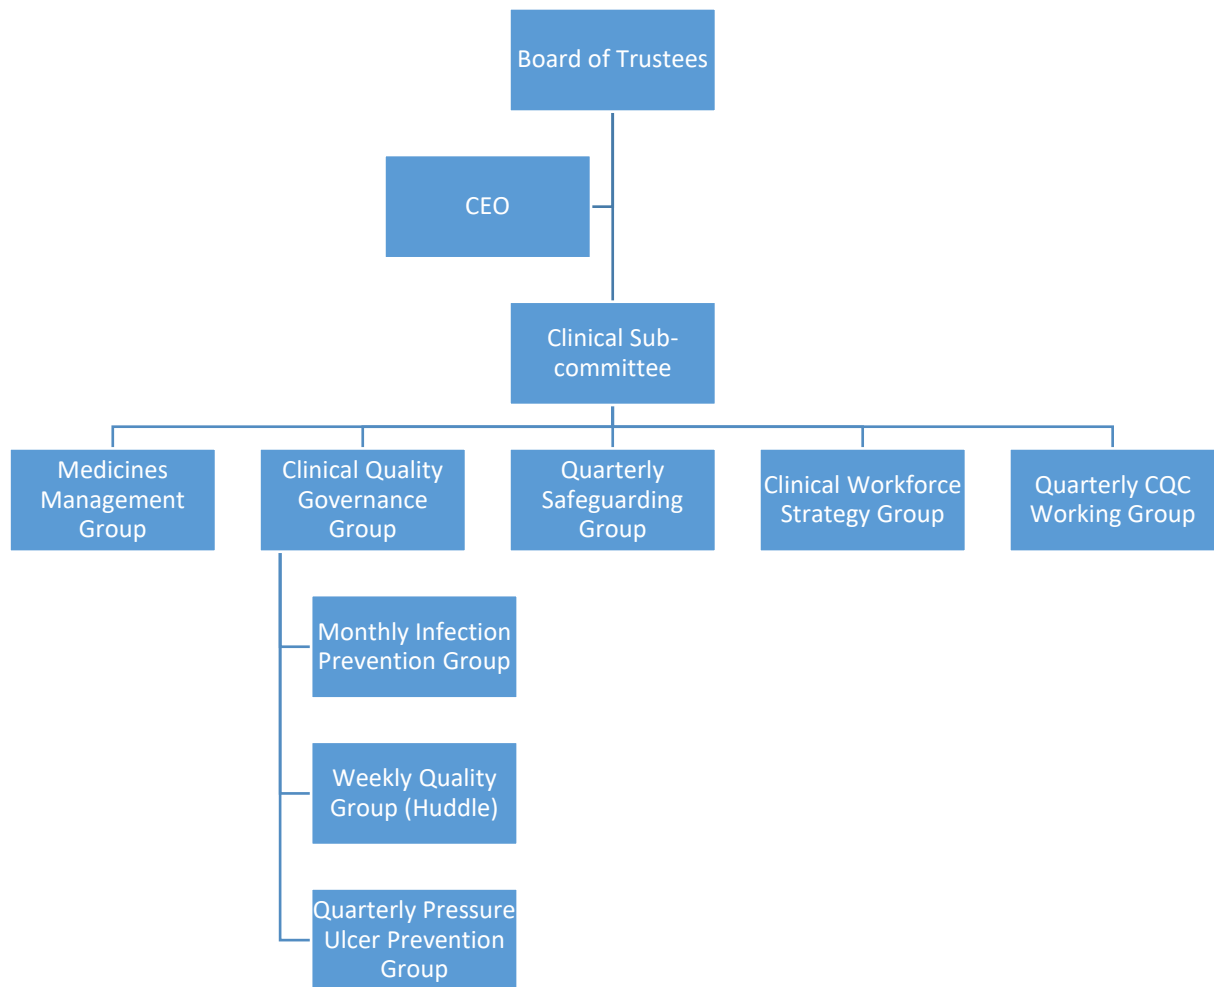 Board of Trustees
CEO
Clinical Sub-
committee
Medicines
Management
Group
Clinical Quality
Governance
Group
Quarterly
Safeguarding
Group
Clinical Workforce
Strategy Group
Quarterly CQC
Working Group
Monthly Infection
Prevention Group
Weekly Quality
Group (Huddle)
Quarterly Pressure
Ulcer Prevention
Group